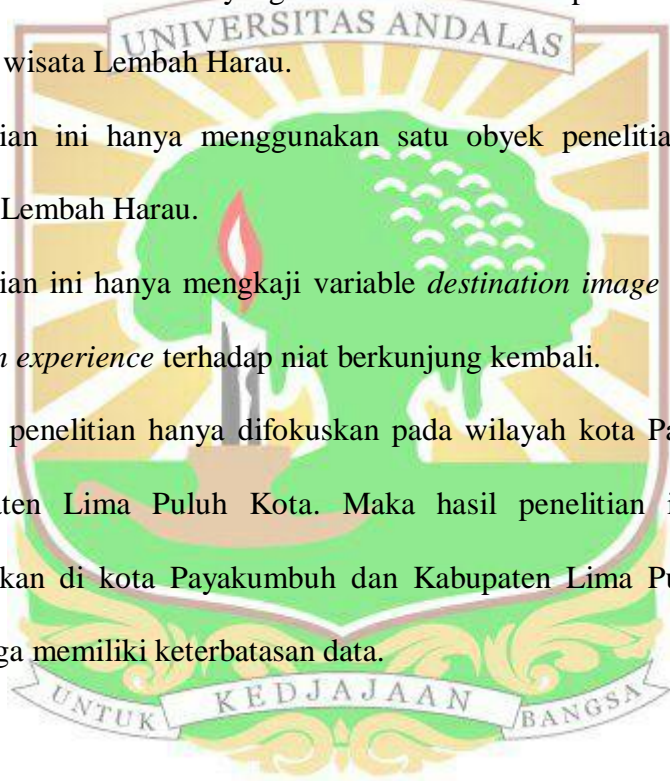 UNIVERSITAS ANDALAS
wisata Lembah Harau.
ian ini hanya menggunakan satu obyek penelitia
Lembah Harau.
ian ini hanya mengkaji variable destination image
n experience terhadap niat berkunjung kembali.
penelitian hanya difokuskan pada wilayah kota Pa
aten Lima Puluh Kota. Maka hasil penelitian i
kan di kota Payakumbuh dan Kabupaten Lima Pu
ga memiliki keterbatasan data.
UNTUK KEDJAJAAN BANGSA